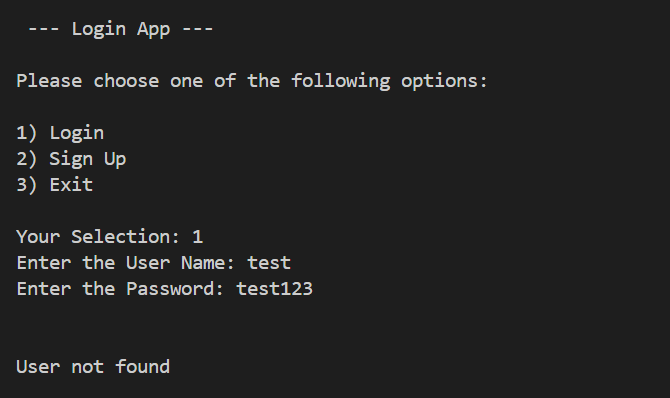 --- Login App ---
Please choose one of the following options:
1) Login
2) Sign Up
3) Exit
Your Selection: 1
Enter the User Name: test
Enter the Password: test123
User not found